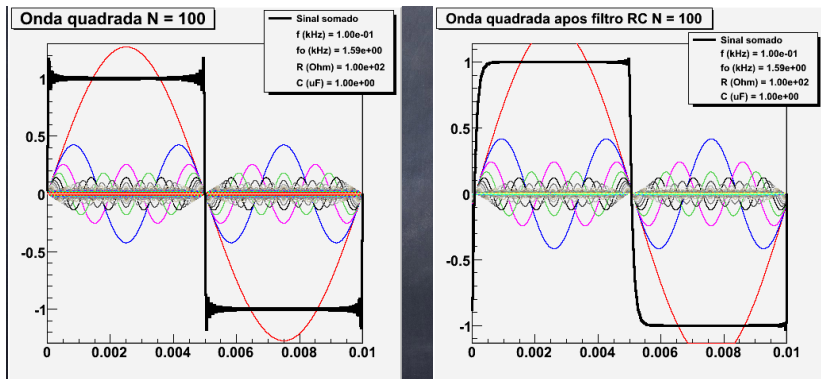 Onda quadrada N = 100
Sinal somado
f (kHz) = 1.00e-01
fo (kHz) = 1.59e+00
R (Ohm) = 1.00e+02
C (uF) = 1.00e+00
1
0.5
0
-0.5
-1
0 0.002 0.004 0.006 0.008 0.01
Onda quadrada apos filtro RC N = 100
Sinal somado
f (kHz) = 1.00e-01
fo (kHz) = 1.59e+00
R (Ohm) = 1.00e+02
C (uF) = 1.00e+00
1
0.5
0
-0.5
-1
0 0.002 0.004 0.006 0.008 0.01